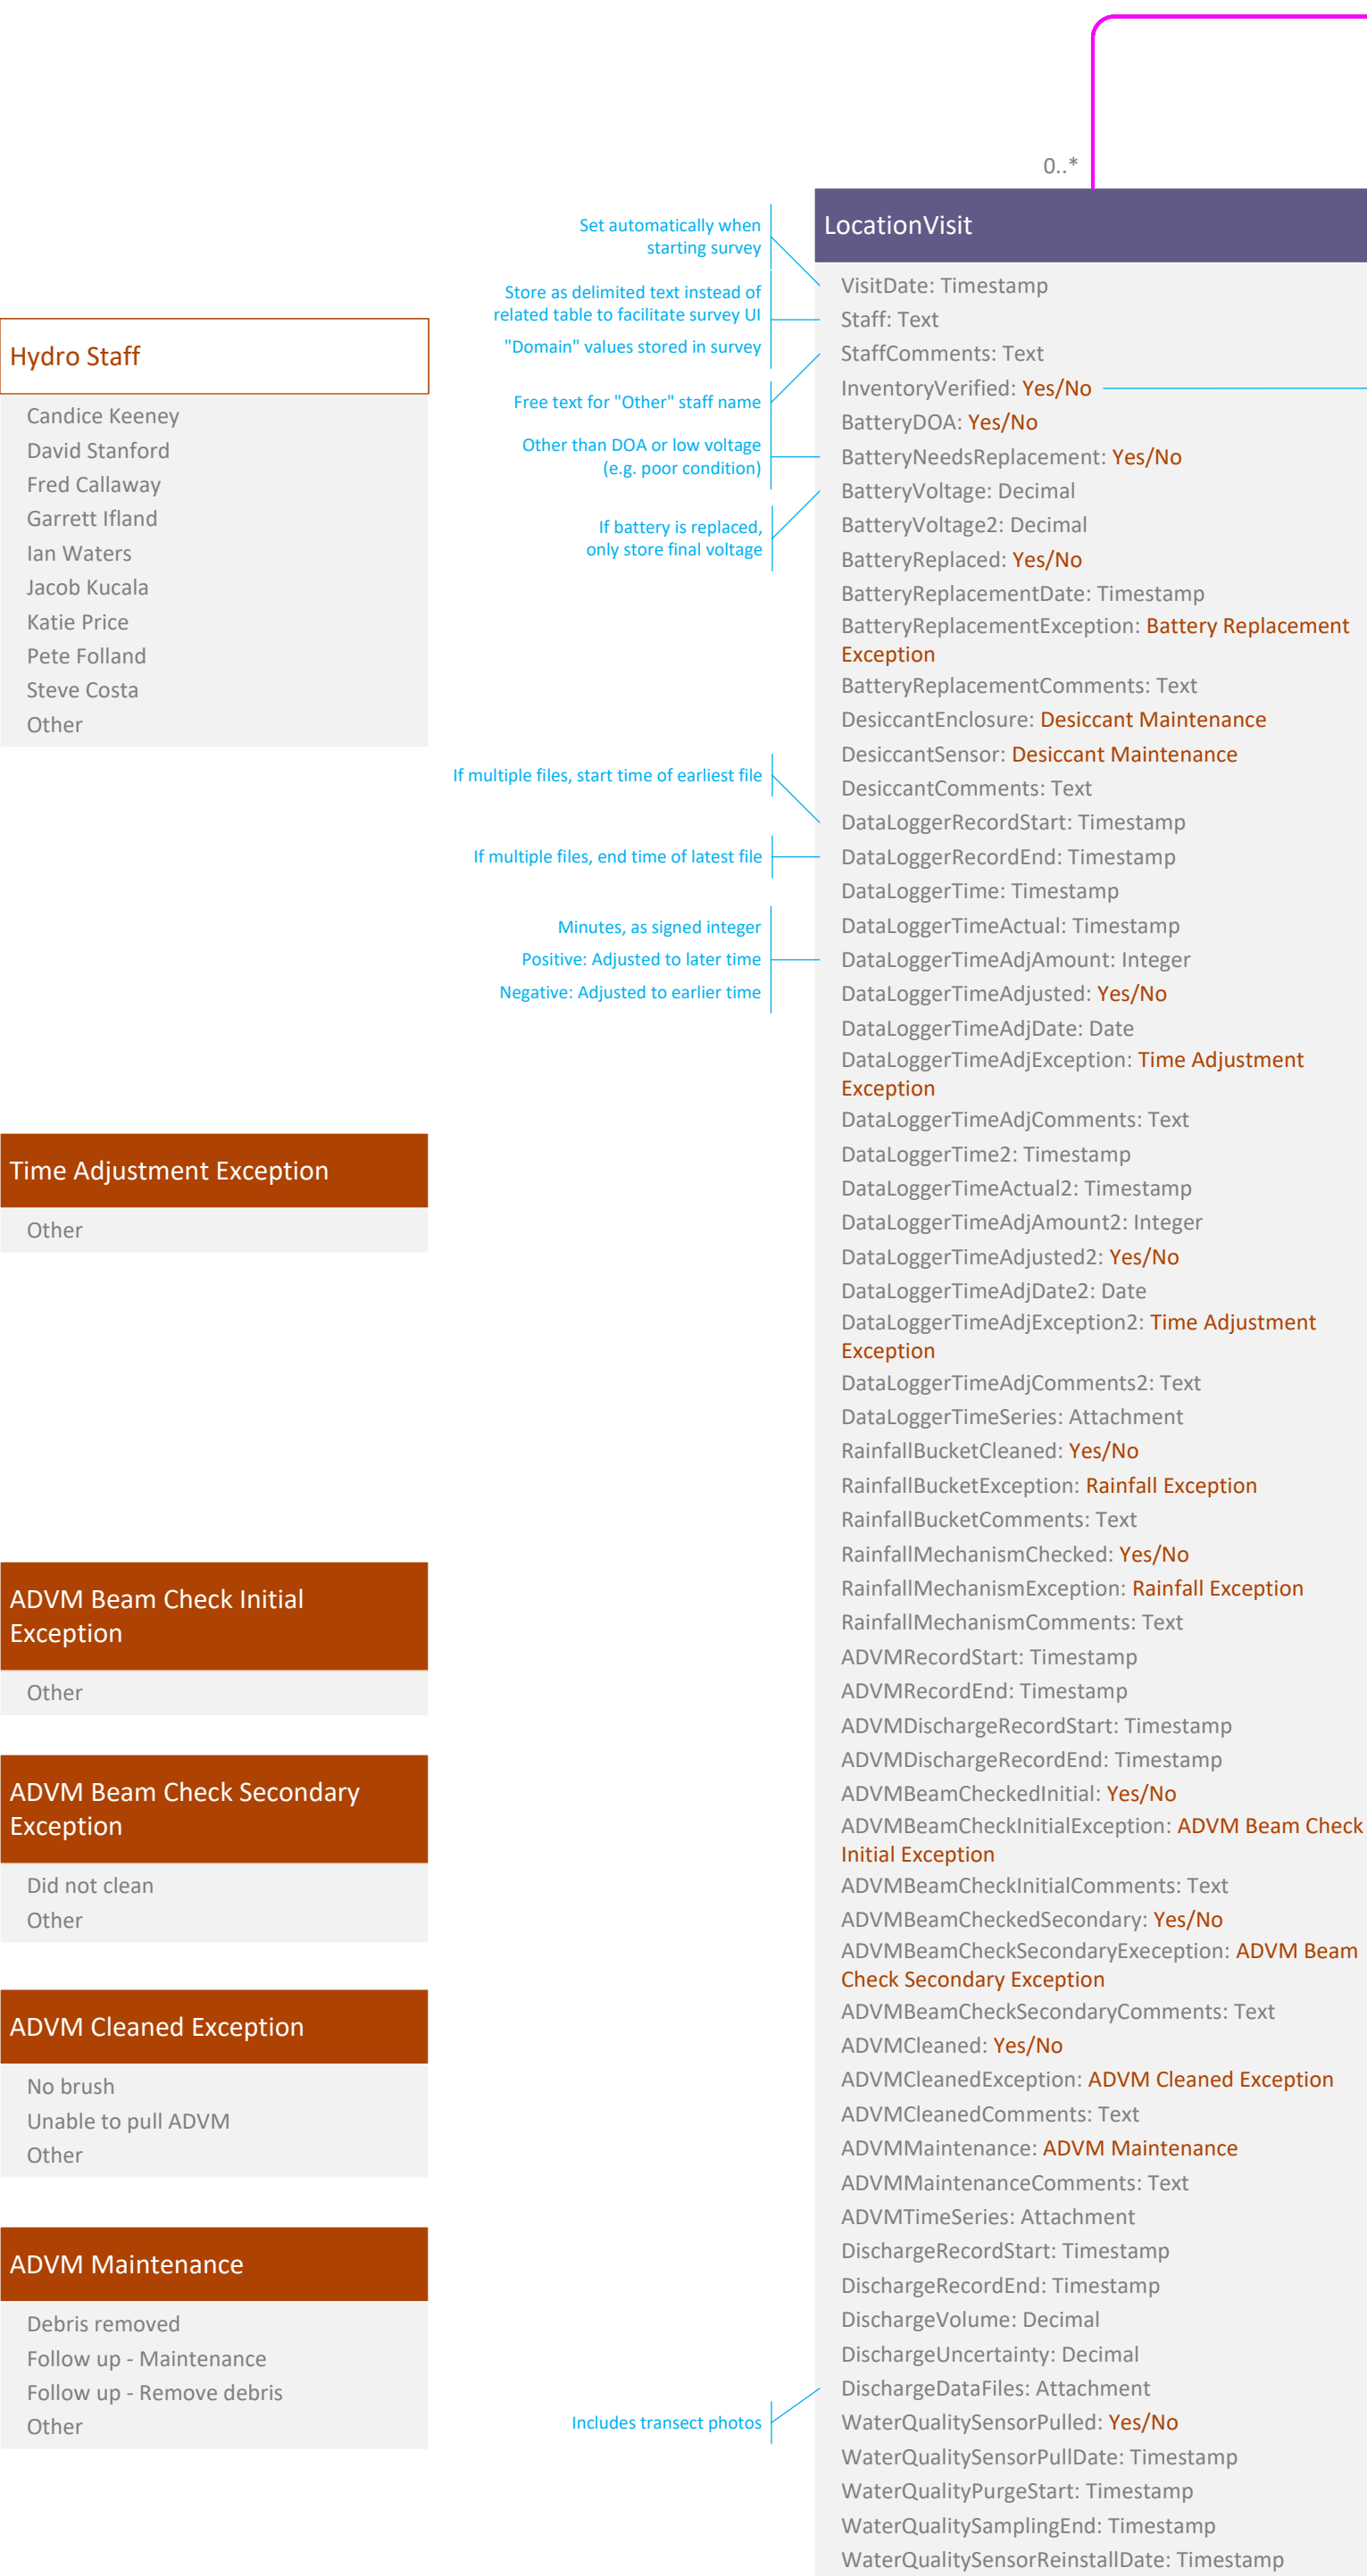 0..*
Hydro Staff
Candice Keeney
David Stanford
Fred Callaway
Garrett Ifland
Ian Waters
Jacob Kucala
Katie Price
Pete Folland
Steve Costa
Other
Time Adjustment Exception
Other
ADVM Beam Check Initial
Exception
Other
ADVM Beam Check Secondary
Exception
Did not clean
Other
ADVM Cleaned Exception
No brush
Unable to pull ADVM
Other
ADVM Maintenance
Debris removed
Follow up - Maintenance
Follow up - Remove debris
Other
Set automatically when
starting survey
Store as delimited text instead of
related table to facilitate survey UI
"Domain" values stored in survey
Free text for "Other" staff name
Other than DOA or low voltage
(e.g. poor condition)
If battery is replaced,
only store final voltage
If multiple files, start time of earliest file
If multiple files, end time of latest file
Minutes, as signed integer
Positive: Adjusted to later time
Negative: Adjusted to earlier time
Includes transect photos
LocationVisit
VisitDate: Timestamp
Staff: Text
StaffComments: Text
InventoryVerified: Yes/No
BatteryDOA: Yes/No
BatteryNeedsReplacement: Yes/No
BatteryVoltage: Decimal
BatteryVoltage2: Decimal
BatteryReplaced: Yes/No
BatteryReplacementDate: Timestamp
BatteryReplacementException: Battery Replacement
Exception
BatteryReplacementComments: Text
DesiccantEnclosure: Desiccant Maintenance
DesiccantSensor: Desiccant Maintenance
DesiccantComments: Text
DataLoggerRecordStart: Timestamp
DataLoggerRecordEnd: Timestamp
DataLoggerTime: Timestamp
DataLoggerTimeActual: Timestamp
DataLoggerTimeAdjAmount: Integer
DataLoggerTimeAdjusted: Yes/No
DataLoggerTimeAdjDate: Date
DataLoggerTimeAdjException: Time Adjustment
Exception
DataLoggerTimeAdjComments: Text
DataLoggerTime2: Timestamp
DataLoggerTimeActual2: Timestamp
DataLoggerTimeAdjAmount2: Integer
DataLoggerTimeAdjusted2: Yes/No
DataLoggerTimeAdjDate2: Date
DataLoggerTimeAdjException2: Time Adjustment
Exception
DataLoggerTimeAdjComments2: Text
DataLoggerTimeSeries: Attachment
RainfallBucketCleaned: Yes/No
RainfallBucketException: Rainfall Exception
RainfallBucketComments: Text
RainfallMechanismChecked: Yes/No
RainfallMechanismException: Rainfall Exception
RainfallMechanismComments: Text
ADVMRecordStart: Timestamp
ADVMRecordEnd: Timestamp
ADVMDischargeRecordStart: Timestamp
ADVMDischargeRecordEnd: Timestamp
ADVMBeamCheckedInitial: Yes/No
ADVMBeamCheckInitialException: ADVM Beam Check
Initial Exception
ADVMBeamCheckInitialComments: Text
ADVMBeamCheckedSecondary: Yes/No
ADVMBeamCheckSecondaryExeception: ADVM Beam
Check Secondary Exception
ADVMBeamCheckSecondaryComments: Text
ADVMCleaned: Yes/No
ADVMCleanedException: ADVM Cleaned Exception
ADVMCleanedComments: Text
ADVMMaintenance: ADVM Maintenance
ADVMMaintenanceComments: Text
ADVMTimeSeries: Attachment
DischargeRecordStart: Timestamp
DischargeRecordEnd: Timestamp
DischargeVolume: Decimal
DischargeUncertainty: Decimal
DischargeDataFiles: Attachment
WaterQualitySensorPulled: Yes/No
WaterQualitySensorPullDate: Timestamp
WaterQualityPurgeStart: Timestamp
WaterQualitySamplingEnd: Timestamp
WaterQualitySensorReinstallDate: Timestamp